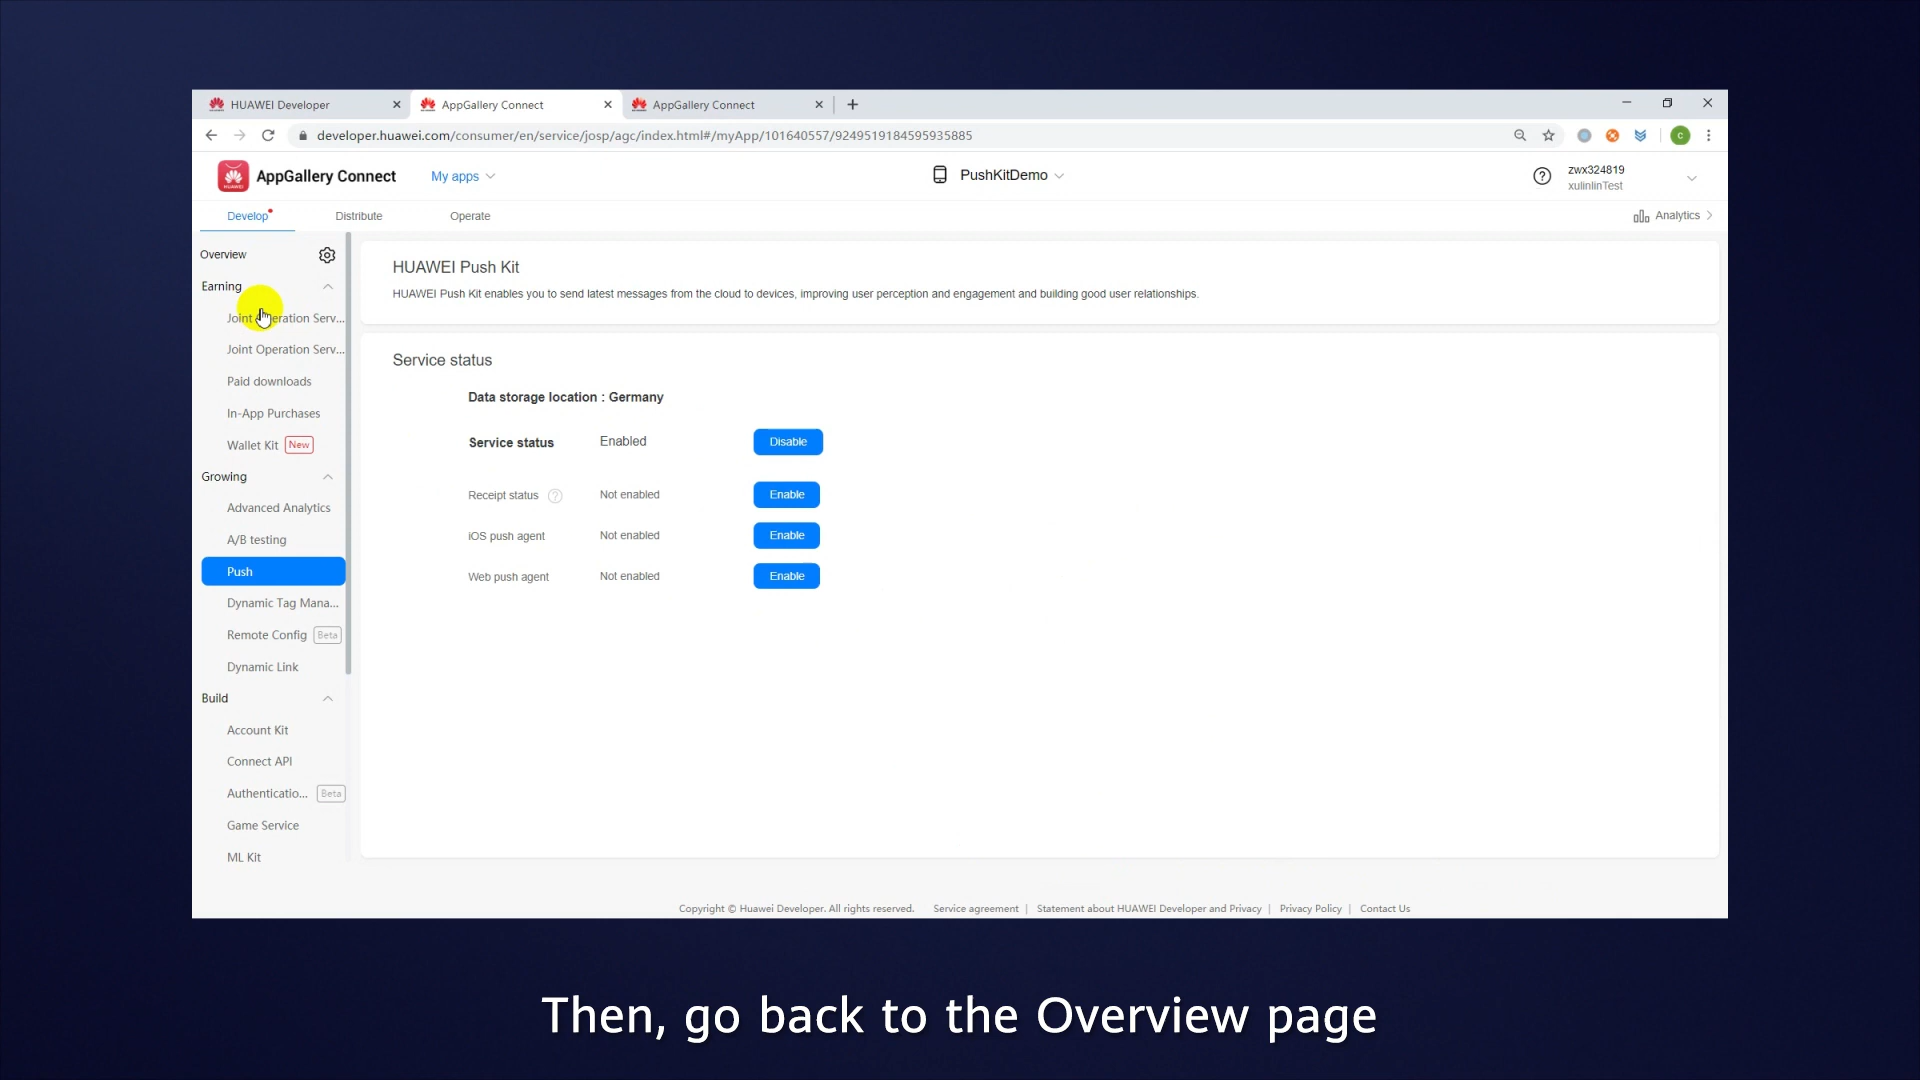 HUAWEI Developer
AppGallery Connect
AppGallery Connect
developer.huawei.com/consumer/en/service/josp/agc/index.html#/myApp/101640557/9249519184595935885
C
HUAWEI
AppGallery Connect
My apps
PushKitDemo
zwx324819
xulinlinTest
Develop
Distribute
Operate
Analytics
Overview
Earning
Joint Operation Serv...
Joint Operation Serv...
Paid downloads
In-App Purchases
Wallet Kit New
Growing
Advanced Analytics
A/B testing
Push
Dynamic Tag Mana...
Remote Config Beta
Dynamic Link
Build
Account Kit
Connect API
Authenticatio... Beta
Game Service
ML Kit
HUAWEI Push Kit
HUAWEI Push Kit enables you to send latest messages from the cloud to devices, improving user perception and engagement and building good user relationships.
Service status
Data storage location : Germany
Service status Enabled Disable
Receipt status ? Not enabled Enable
iOS push agent Not enabled Enable
Web push agent Not enabled Enable
Copyright © Huawei Developer. All rights reserved. Service agreement | Statement about HUAWEI Developer and Privacy | Privacy Policy | Contact Us
Then, go back to the Overview page